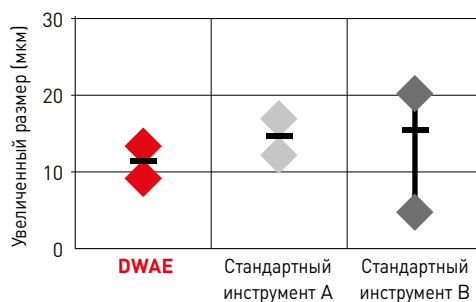 Увеличенный размер (мкм)
30
20
10
0
DWAE
Стандартный
инструмент A
Стандартный
инструмент B